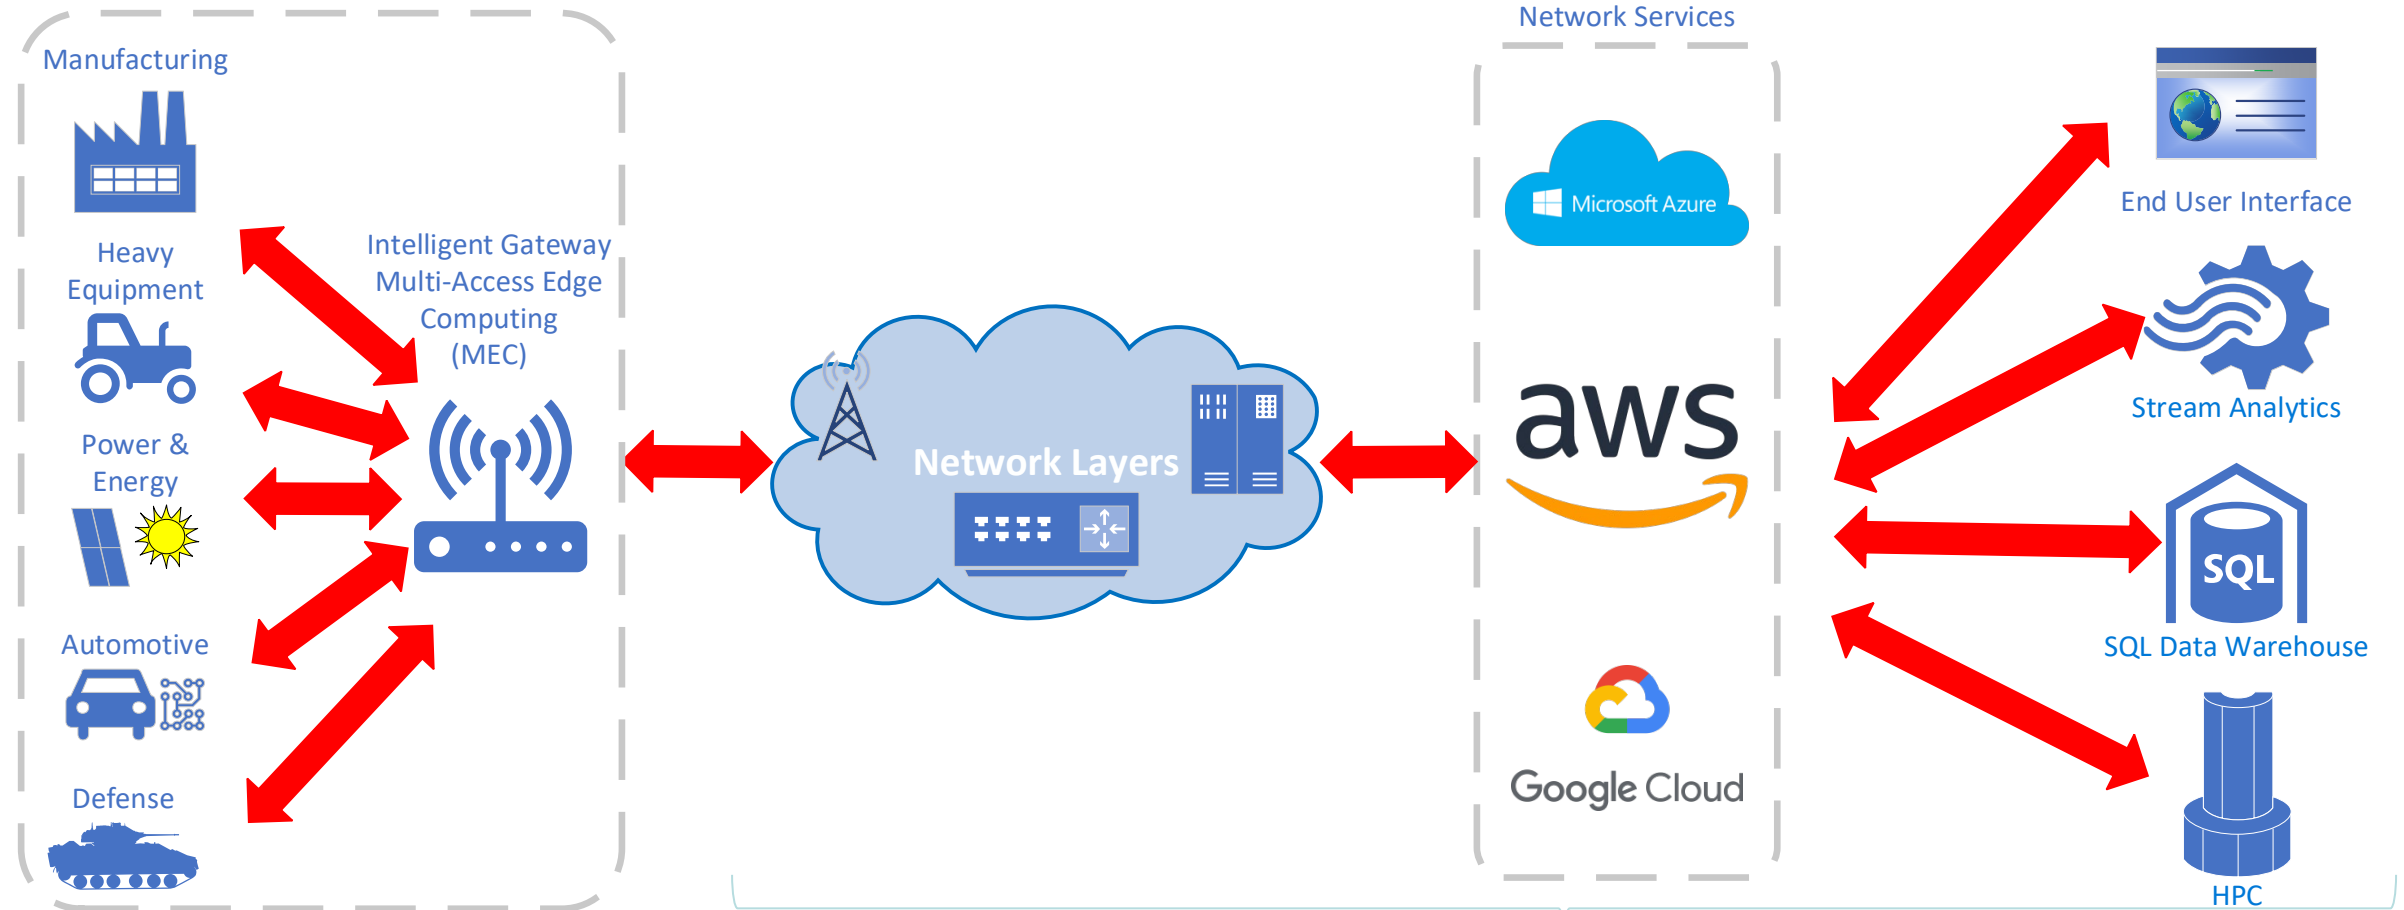 Manufacturing
Heavy
Equipment
Power &
Energy
Automotive
Defense
Intelligent Gateway
Multi-Access Edge
Computing
(MEC)
Network Layers
Network Services
Microsoft Azure
aws
Google Cloud
End User Interface
Stream Analytics
SQL
SQL Data Warehouse
HPC